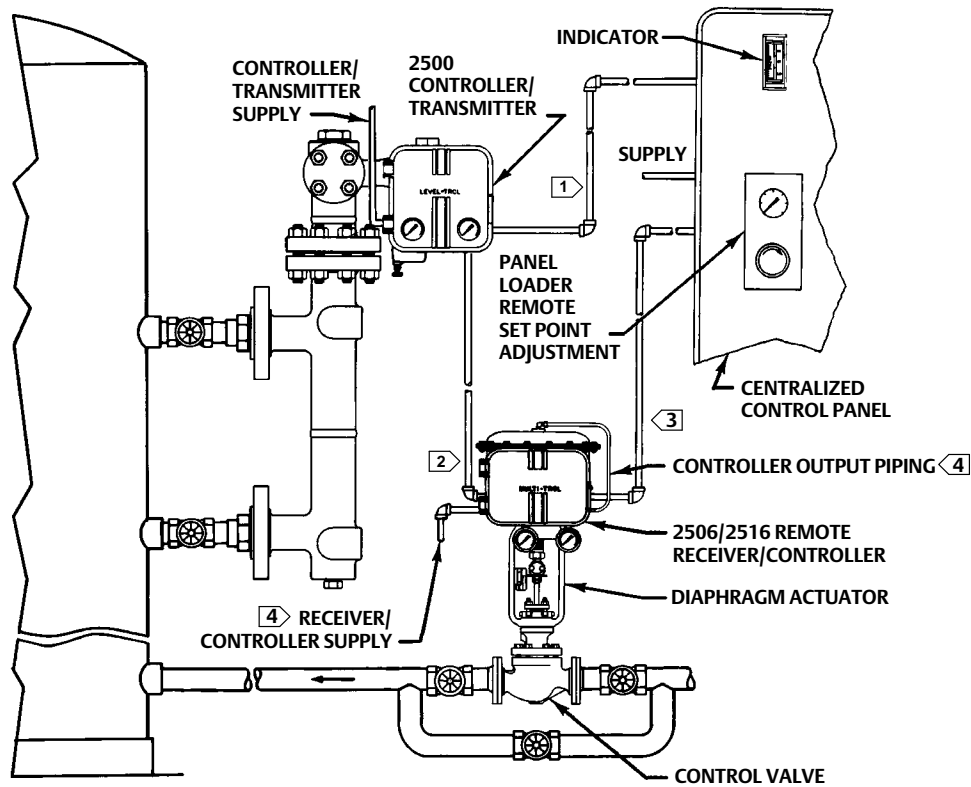 INDICATOR
CONTROLLER/
TRANSMITTER
SUPPLY
2500
CONTROLLER/
TRANSMITTER
LEVEL-TROL
SUPPLY
1
PANEL
LOADER
REMOTE
SET POINT
ADJUSTMENT
CENTRALIZED
CONTROL PANEL
3
2
CONTROLLER OUTPUT PIPING 4
MULTI-TROL
2506/2516 REMOTE
RECEIVER/CONTROLLER
DIAPHRAGM ACTUATOR
4 RECEIVER/
CONTROLLER SUPPLY
CONTROL VALVE